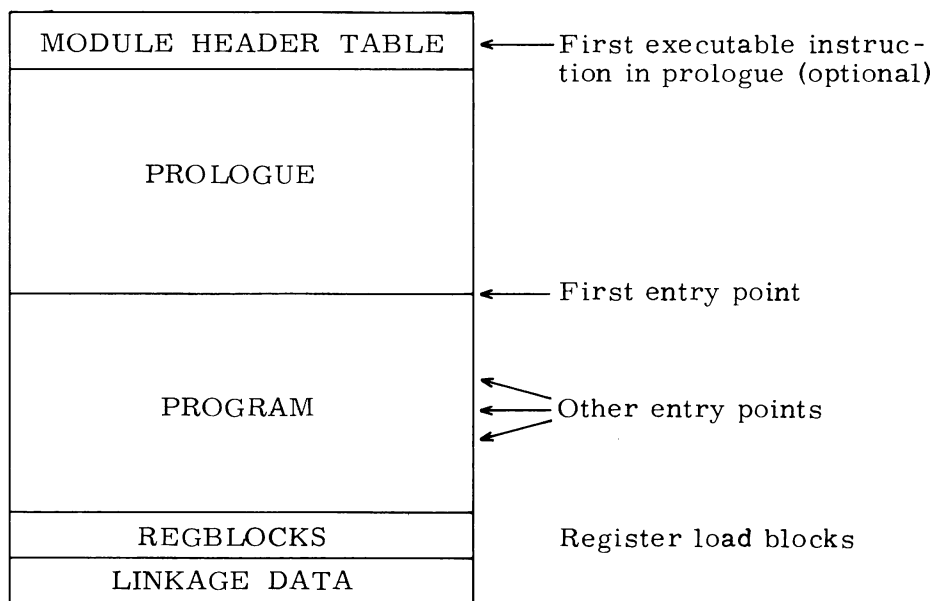 MODULE HEADER TABLE
First executable instruc-
tion in prologue (optional)
PROLOGUE
First entry point
PROGRAM
Other entry points
REGBLOCKS
Register load blocks
LINKAGE DATA